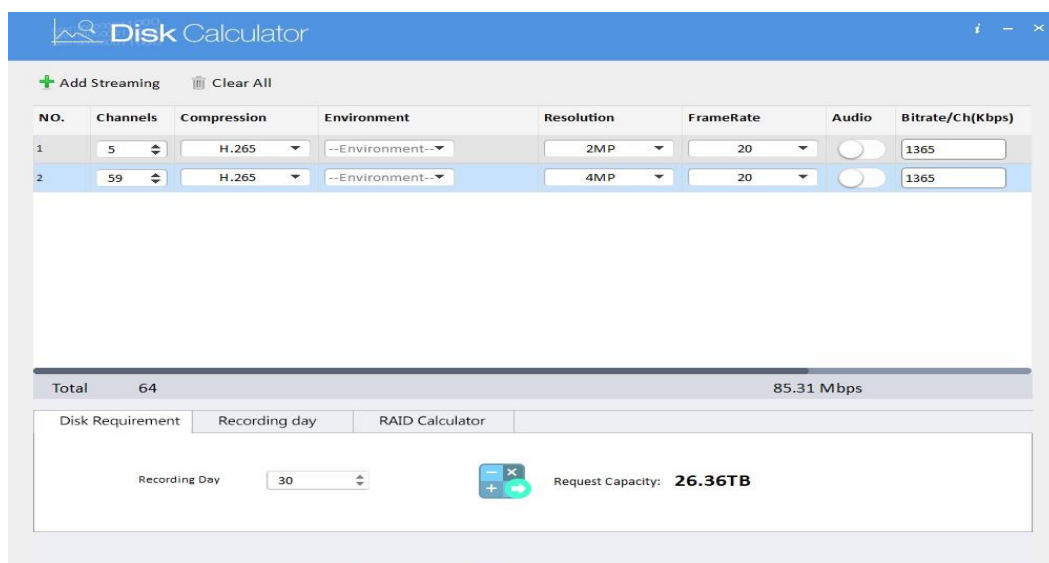 Disk Calculator
Add Streaming Clear All
NO. Channels Compression Environment Resolution FrameRate Audio Bitrate/Ch(Kbps)
1 5 H.265 --Environment-- 2MP 20 1365
2 59 H.265 --Environment-- 4MP 20 1365
Total 64 85.31 Mbps
Disk Requirement Recording day RAID Calculator
Recording Day 30 Request Capacity: 26.36TB